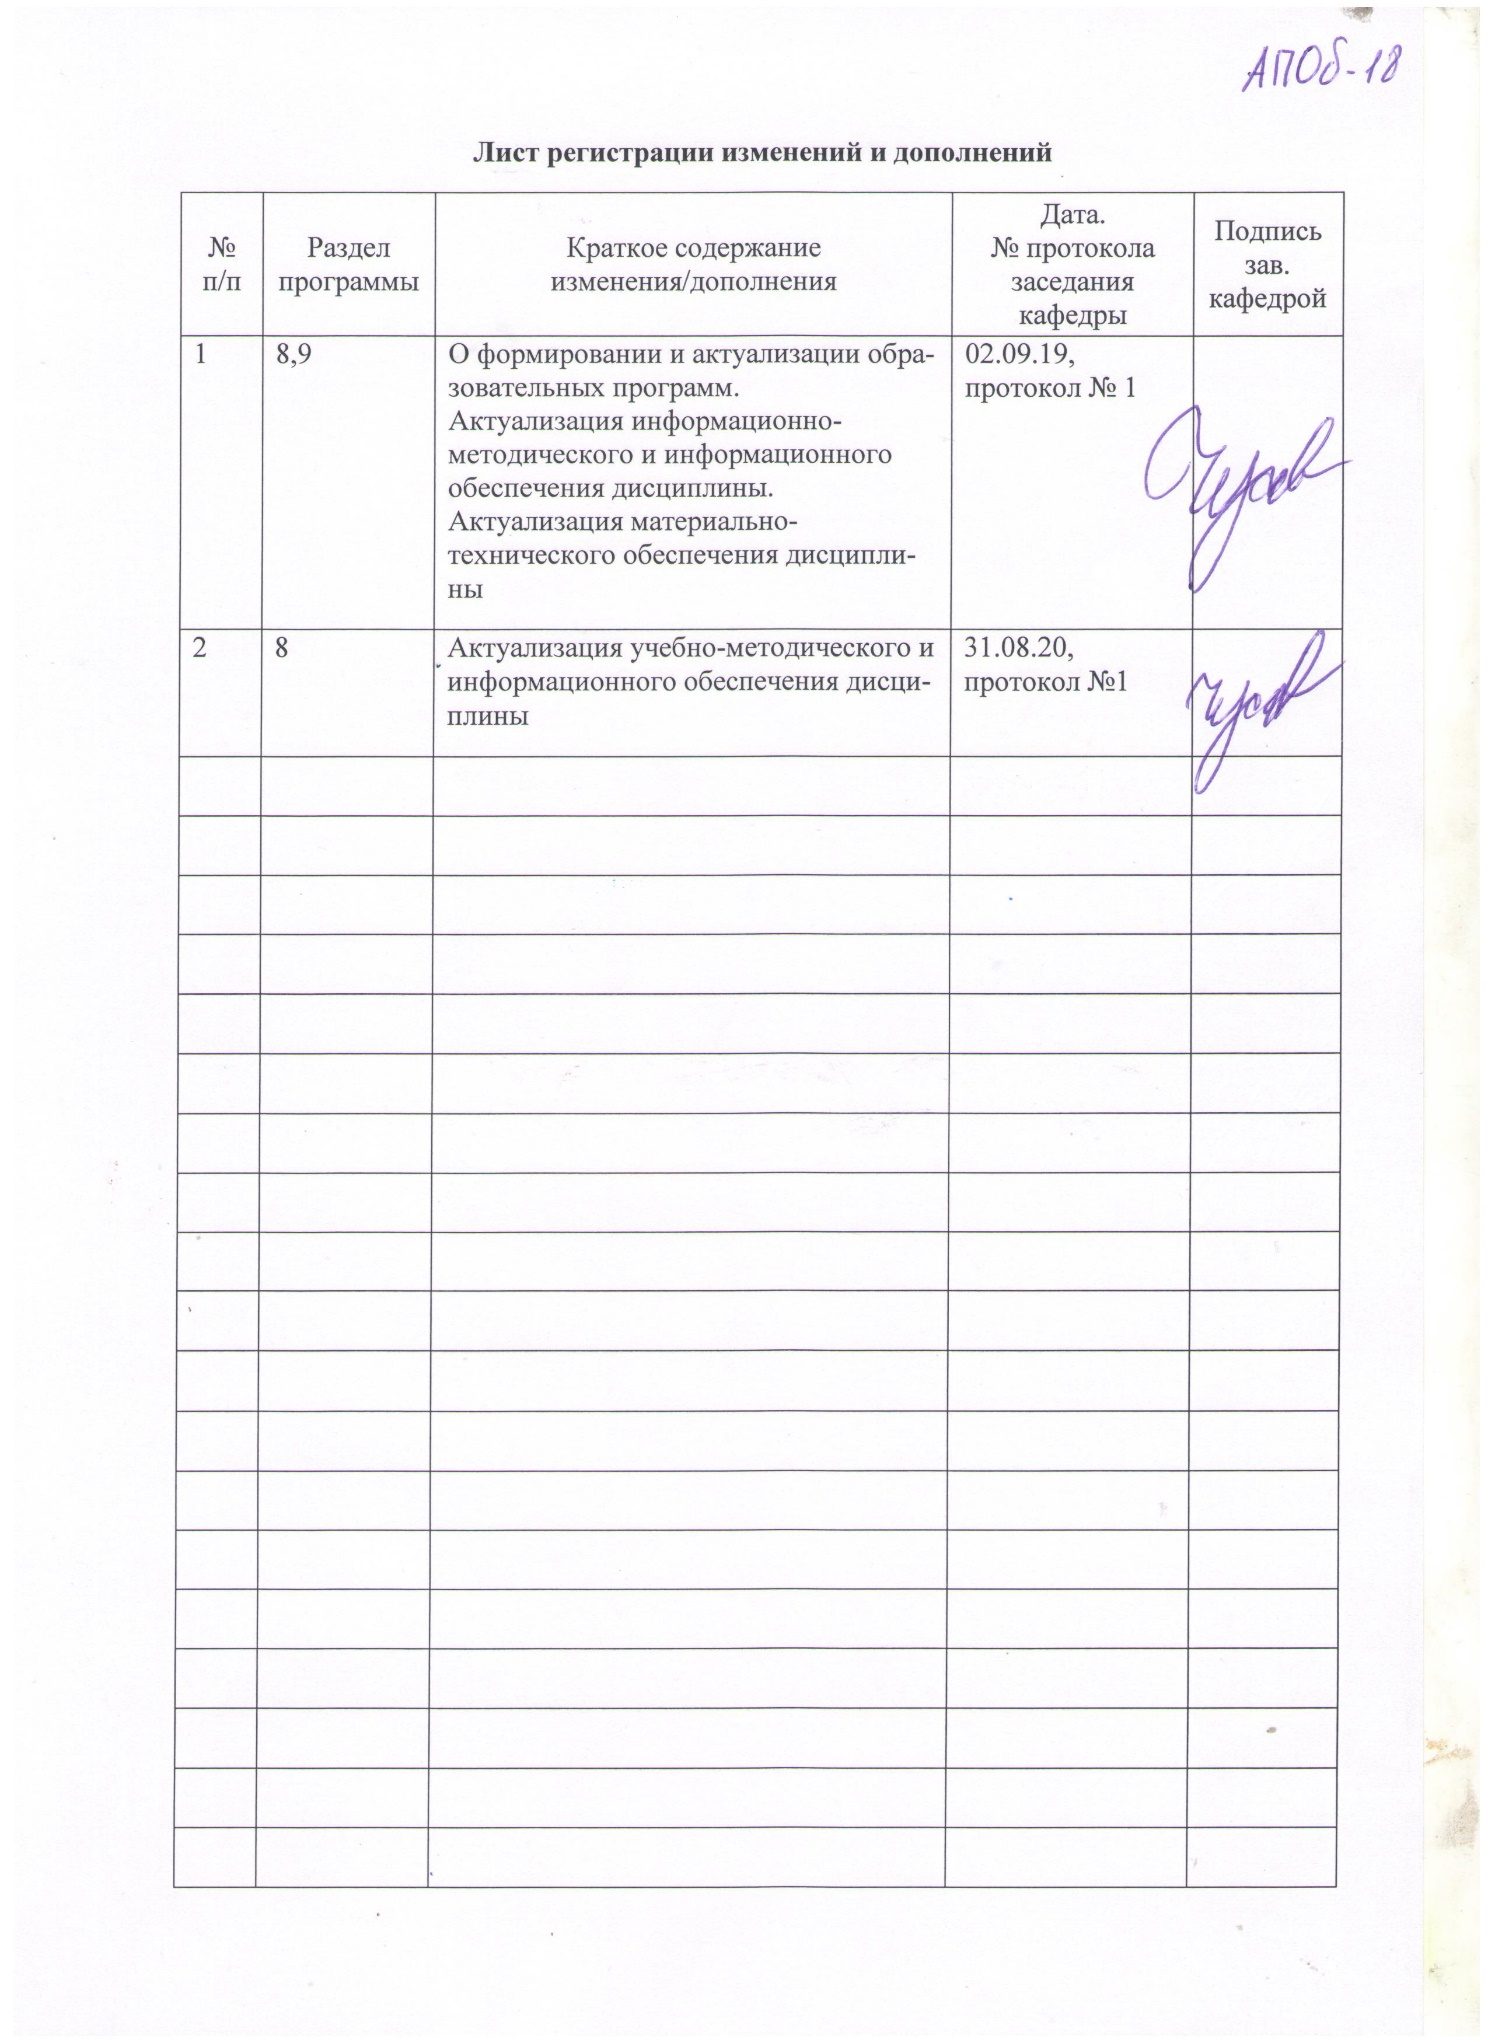 АПОб-18
Лист регистрации изменений и дополнений
№
п/п
Раздел
программы
Краткое содержание
изменения/дополнения
Дата.
№ протокола
заседания
кафедры
Подпись
зав.
кафедрой
1
8,9
О формировании и актуализации обра-
зовательных программ.
Актуализация информационно-
методического и информационного
обеспечения дисциплины.
Актуализация материально-
технического обеспечения дисципли-
ны
02.09.19,
протокол № 1
2
8
Актуализация учебно-методического и
информационного обеспечения дисци-
плины
31.08.20,
протокол №1